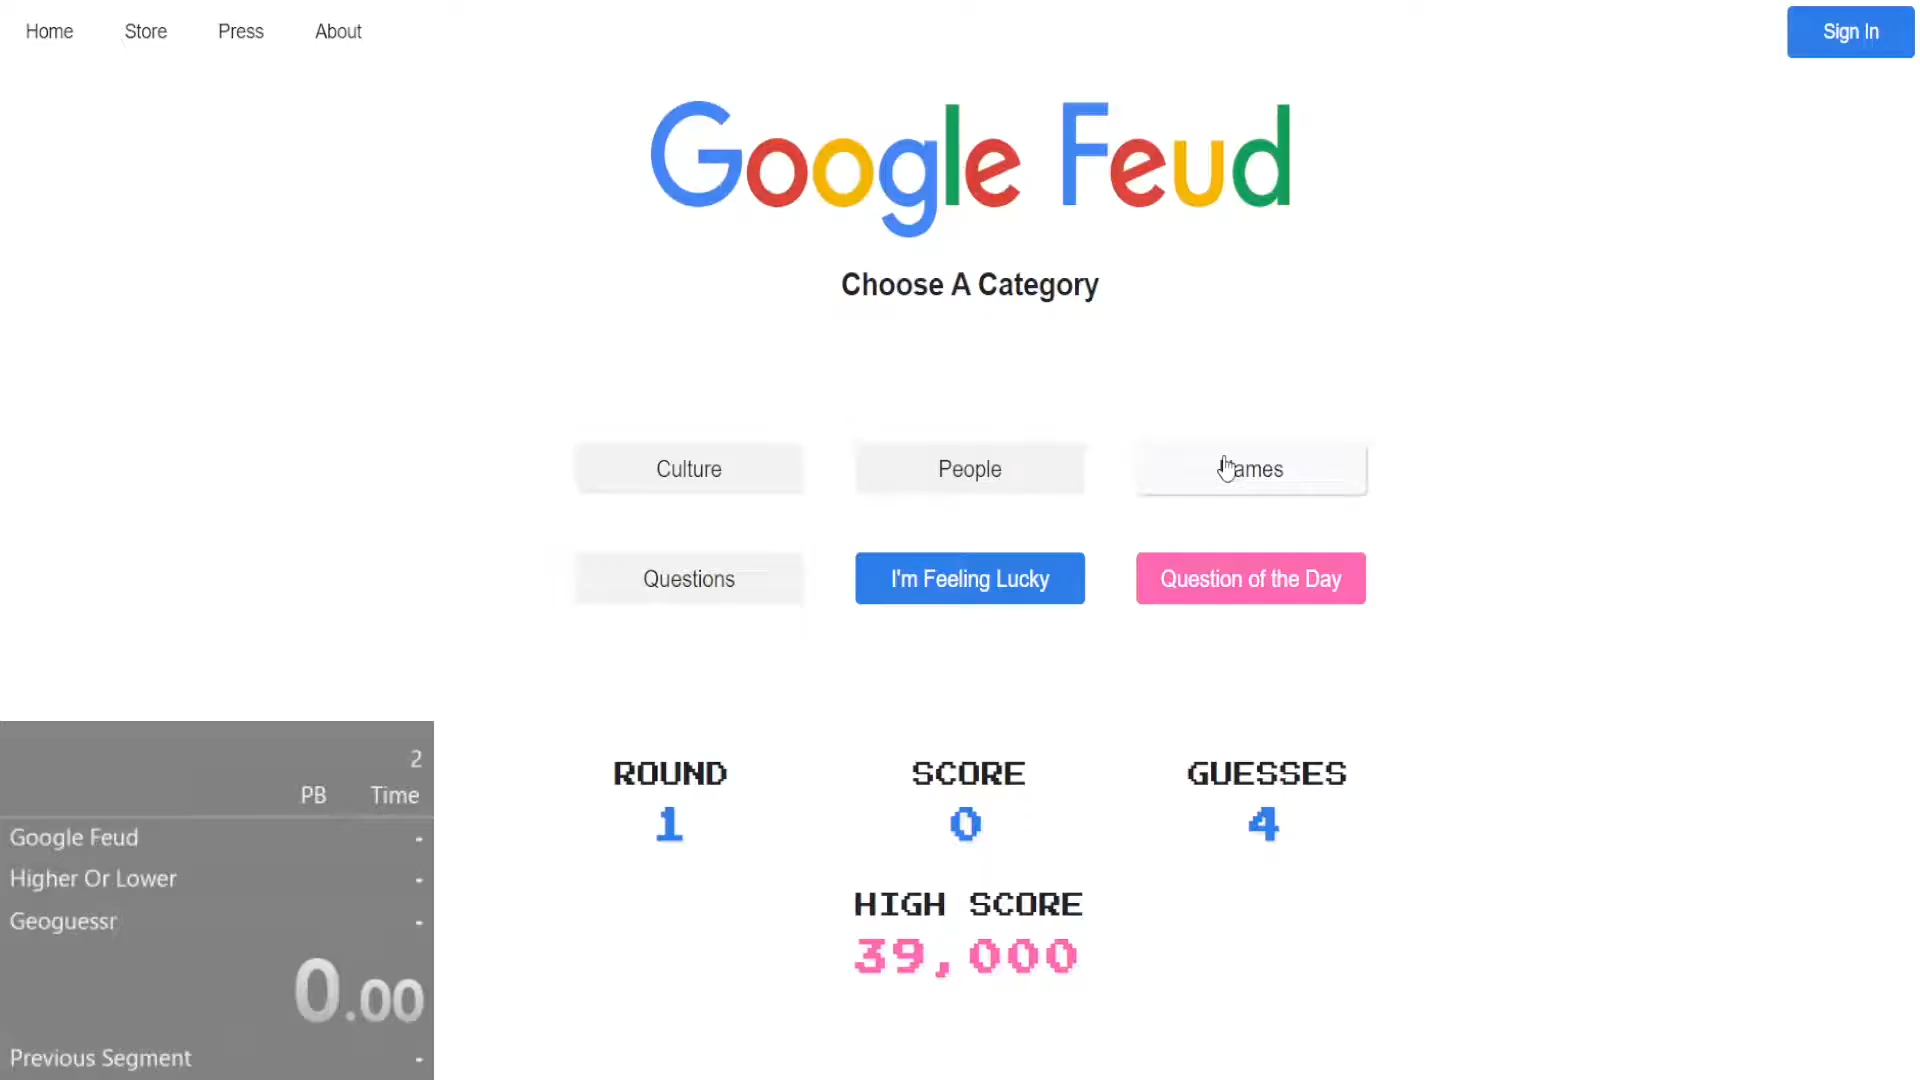 Home Store Press About Sign In
Google Feud
Choose A Category
Culture People ames
Questions I'm Feeling Lucky Question of the Day
ROUND SCORE GUESSES
1 0 4
HIGH SCORE
39,000
2
PB Time
Google Feud -
Higher Or Lower -
Geoguessr -
0.00
Previous Segment -